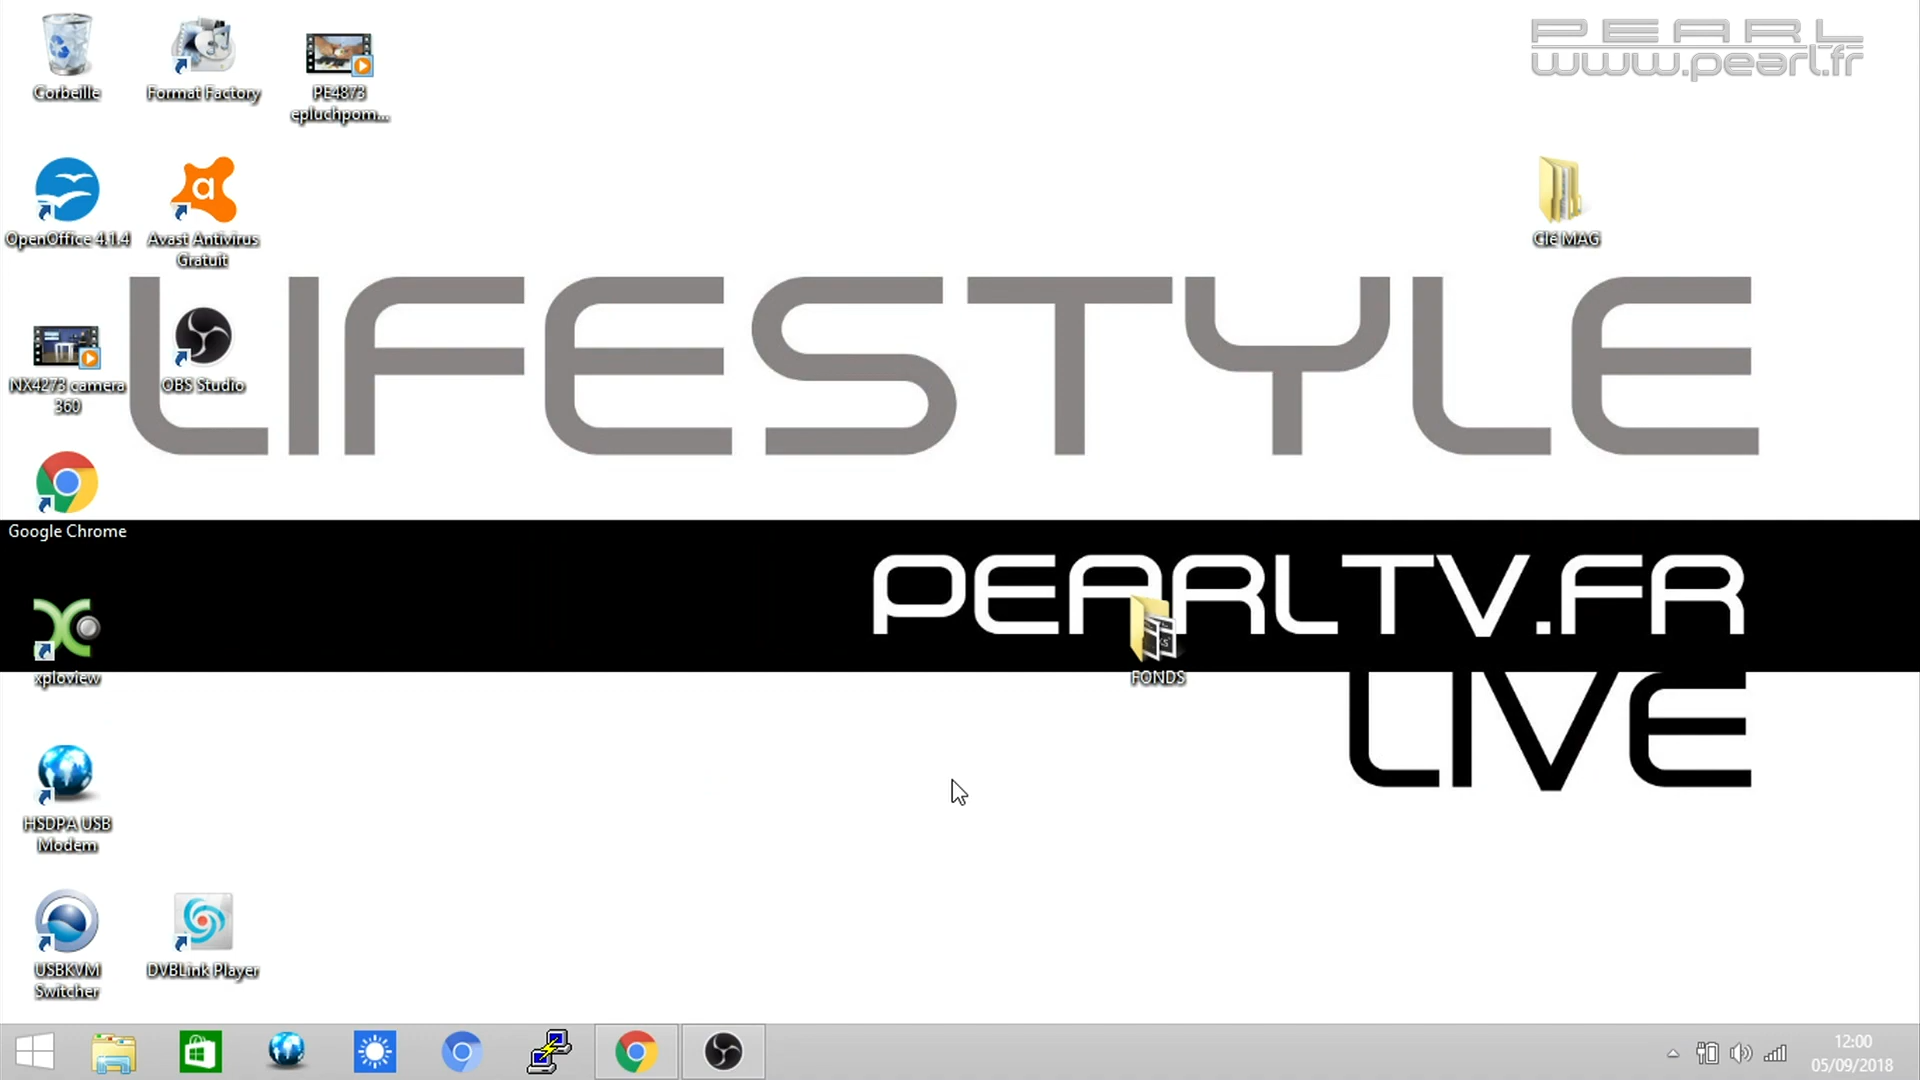 PEARL
www.pearl.fr
Corbeille
Format Factory
PE4873
epluchpom...
OpenOffice 4.1.4
Avast Antivirus
Gratuit
Clé MAG
LIFESTYLE
NX4273 camera
360
OBS Studio
Google Chrome
PEARLTV.FR
xploview
FONDS
LIVE
HSDPA USB
Modem
USBKVM
Switcher
DVBLink Player
12:00
05/09/2018